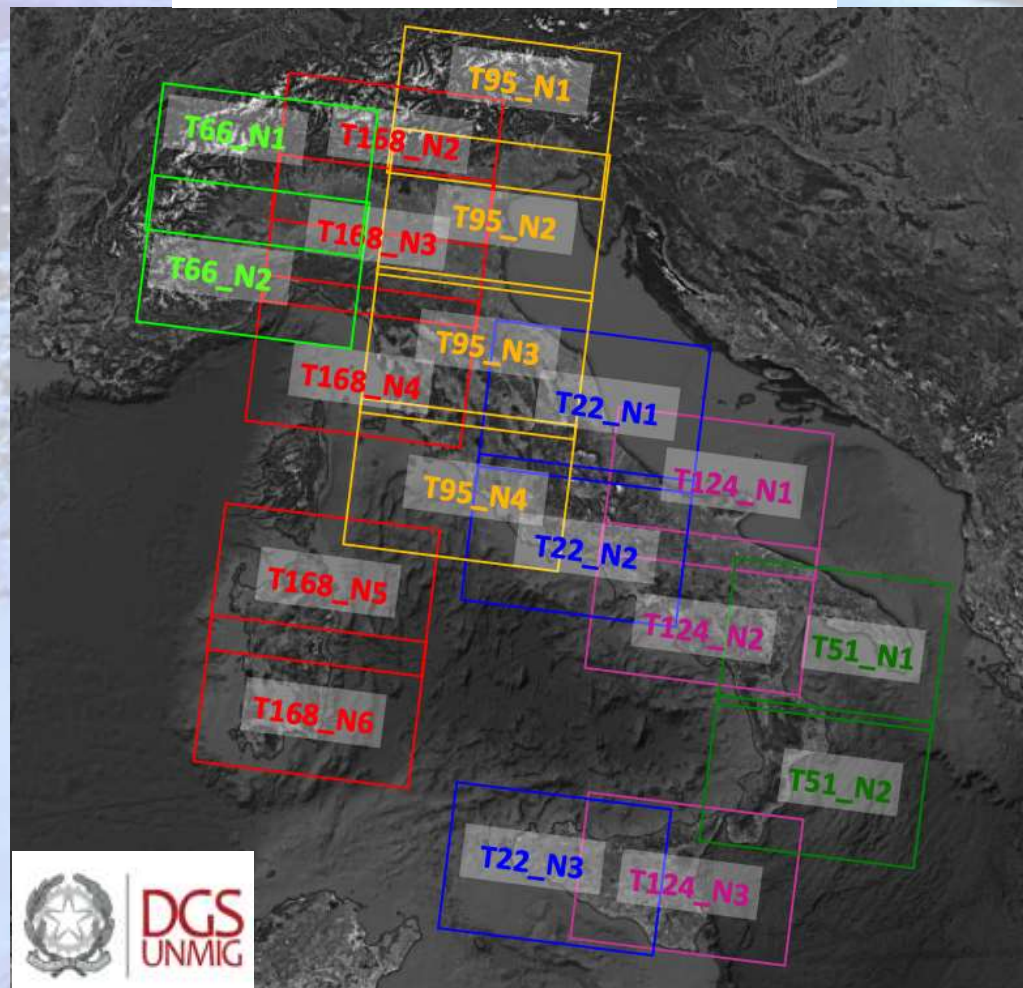 T95_N1
T66_N1
T168_N2
T95_N2
T168_N3
T66_N2
T95_N3
T168_N4
T22_N1
T124_N1
T95_N4
T22_N2
T168_N5
T124_N2
T51_N1
T168_N6
T51_N2
T22_N3
T124_N3
DGS
UNMIG